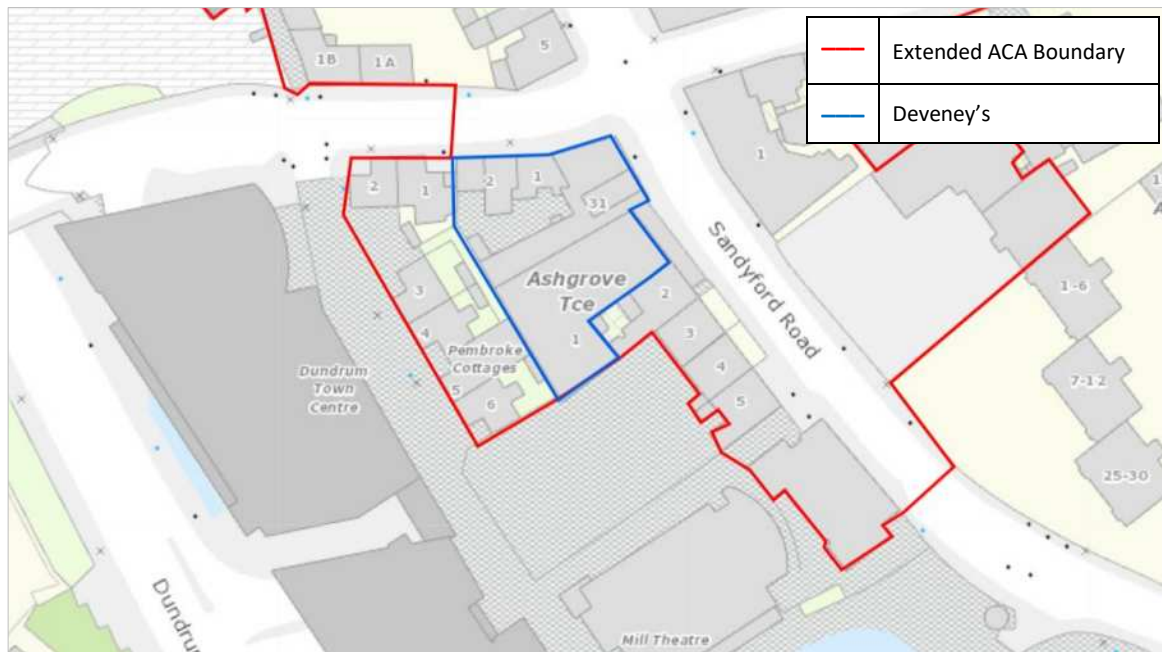 Extended ACA Boundary
Deveney's
1B
1A
5
2
1
2
1
31
1
Sandyford Road
Ashgrove
Tce
1
2
3
4
5
3
4
5
6
Pembroke
Cottages
Dundrum
Town
Centre
1-6
7-12
25-30
Mill Theatre
Dundru